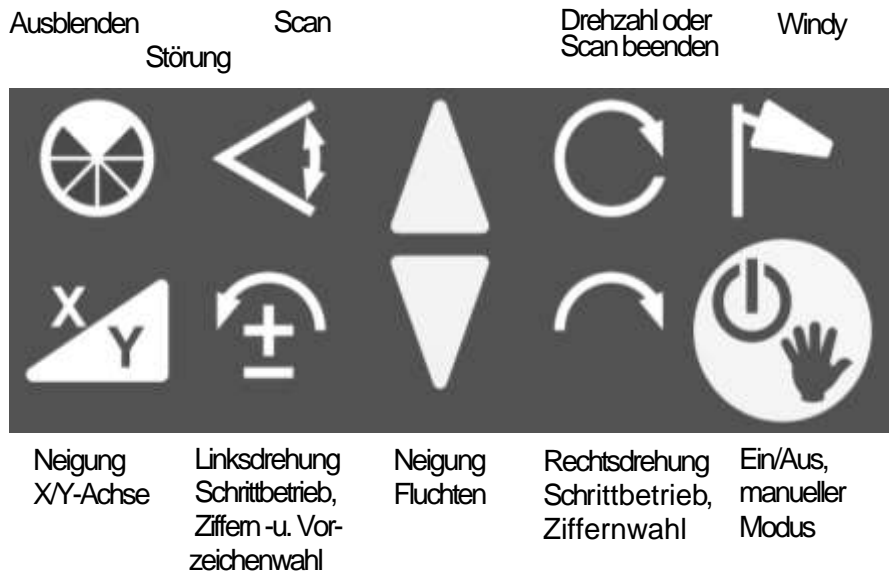 Ausblenden
Störung
Scan
Drehzahl oder
Scan beenden
Windy
X
Y
+
–
Neigung
X/Y-Achse
Linksdrehung
Schrittbetrieb,
Ziffern -u. Vor-
zeichenwahl
Neigung
Fluchten
Rechtsdrehung
Schrittbetrieb,
Ziffernwahl
Ein/Aus,
manueller
Modus